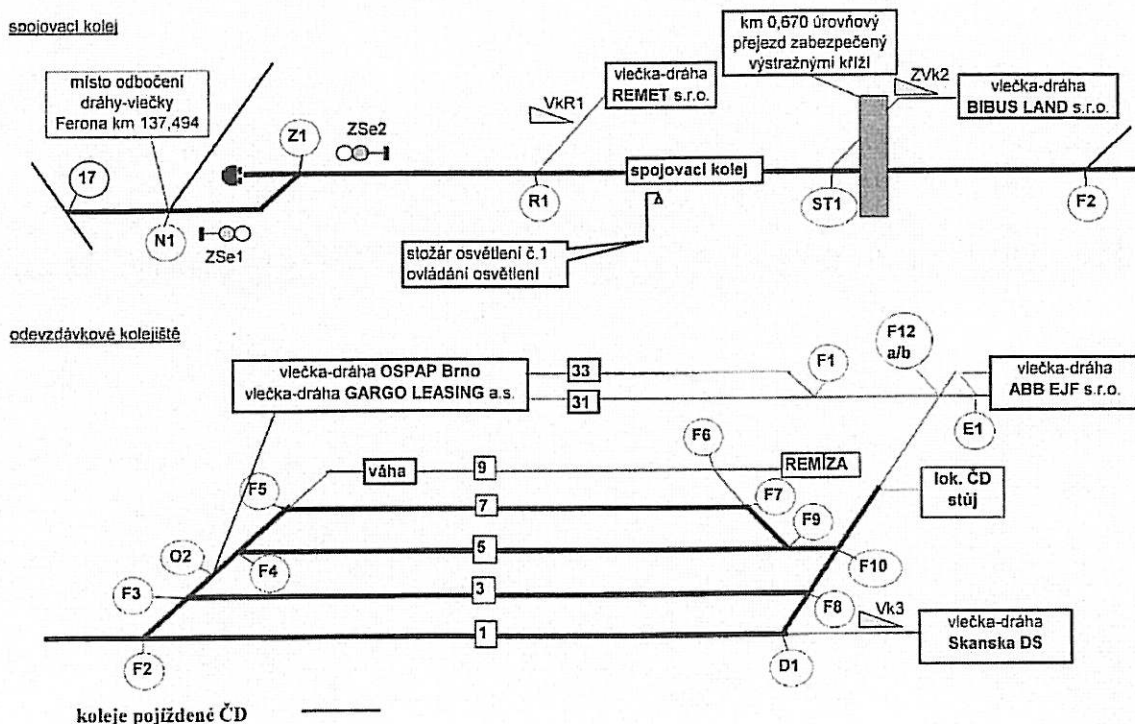 spojovací kolej
km 0,670 úrovňový
přejezd zabezpečený
výstražnými kříži
místo odbočení
dráhy-vlečky
Ferona km 137,494
vlečka-dráha
REMET s.r.o.
VkR1
ZVk2
vlečka-dráha
BIBUS LAND s.r.o.
Z1
ZSe2
17
N1
ZSe1
R1
spojovací kolej
ST1
F2
stožár osvětlení č.1
ovládání osvětlení
odevzdávkové kolejiště
vlečka-dráha OSPAP Brno
vlečka-dráha GARGO LEASING a.s.
33
31
F1
F12
a/b
vlečka-dráha
ABB EJF s.r.o.
E1
F6
váha
9
REMÍZA
lok. ČD
stůj
F5
7
F7
F9
O2
F4
5
F10
F3
3
F8
Vk3
1
vlečka-dráha
Skanska DS
F2
D1
koleje pojížděné ČD